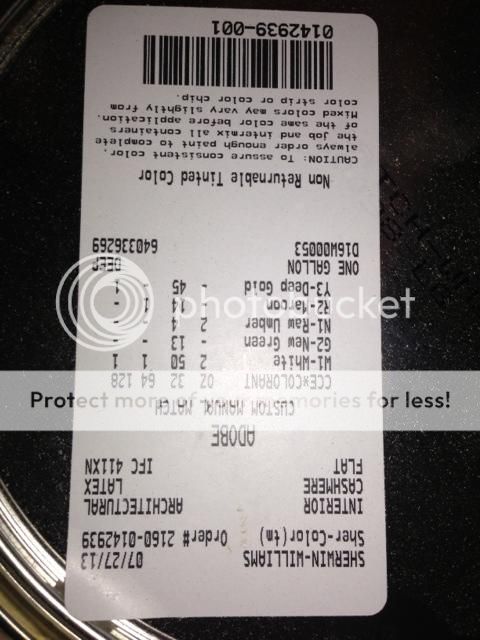 SHERWIN-WILLIAMS 07/27/13
Sher-Color(tm) Order# 2160-0142939
INTERIOR ARCHITECTURAL
CASHMERE LATEX
FLAT IFC 411XN
ADOBE
CUSTOM MANUAL MATCH
CCE*COLORANT OZ 32 64 128
W1-White 2 50 1 1
G2-New Green - 13 - -
N1-Raw Umber 2 4 - -
R2-Maroon - 1 -
Y3-Deep Gold - 45 - 1
ONE GALLON DEEP
D16W00053 640336269
Non Returnable Tinted Color
CAUTION: To assure consistent color,
always order enough paint to complete
the job and intermix all containers
of the same color before application.
Mixed colors may vary slightly from
color strip or color chip.
0142939-001
photobucket
Protect more of your memories for less!